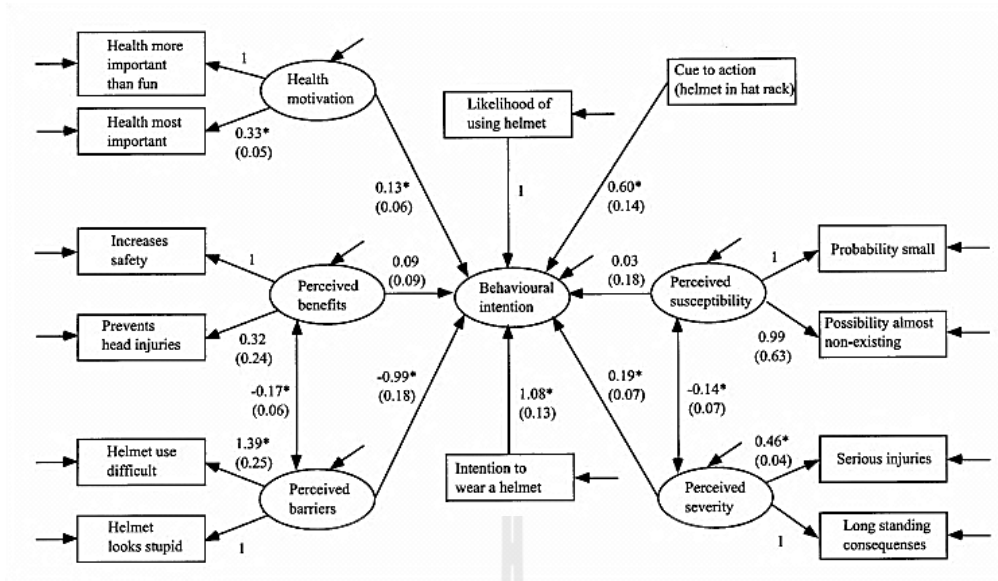 Health more
important
than fun
1
Health
motivation
Cue to action
(helmet in hat rack)
Likelihood of
using helmet
Health most
important
0.33*
(0.05)
0.13*
(0.06)
1
0.60*
(0.14)
Increases
safety
1
Perceived
benefits
0.09
(0.09)
Behavioural
intention
0.03
(0.18)
Perceived
susceptibility
1
Probability small
Prevents
head injuries
0.32
(0.24)
Possibility almost
non-existing
0.99
(0.63)
-0.17*
(0.06)
-0.99*
(0.18)
1.08*
(0.13)
0.19*
(0.07)
-0.14*
(0.07)
Helmet use
difficult
1.39*
(0.25)
Perceived
barriers
Intention to
wear a helmet
Perceived
severity
0.46*
(0.04)
Serious injuries
Helmet
looks stupid
1
1
Long standing
consequenses